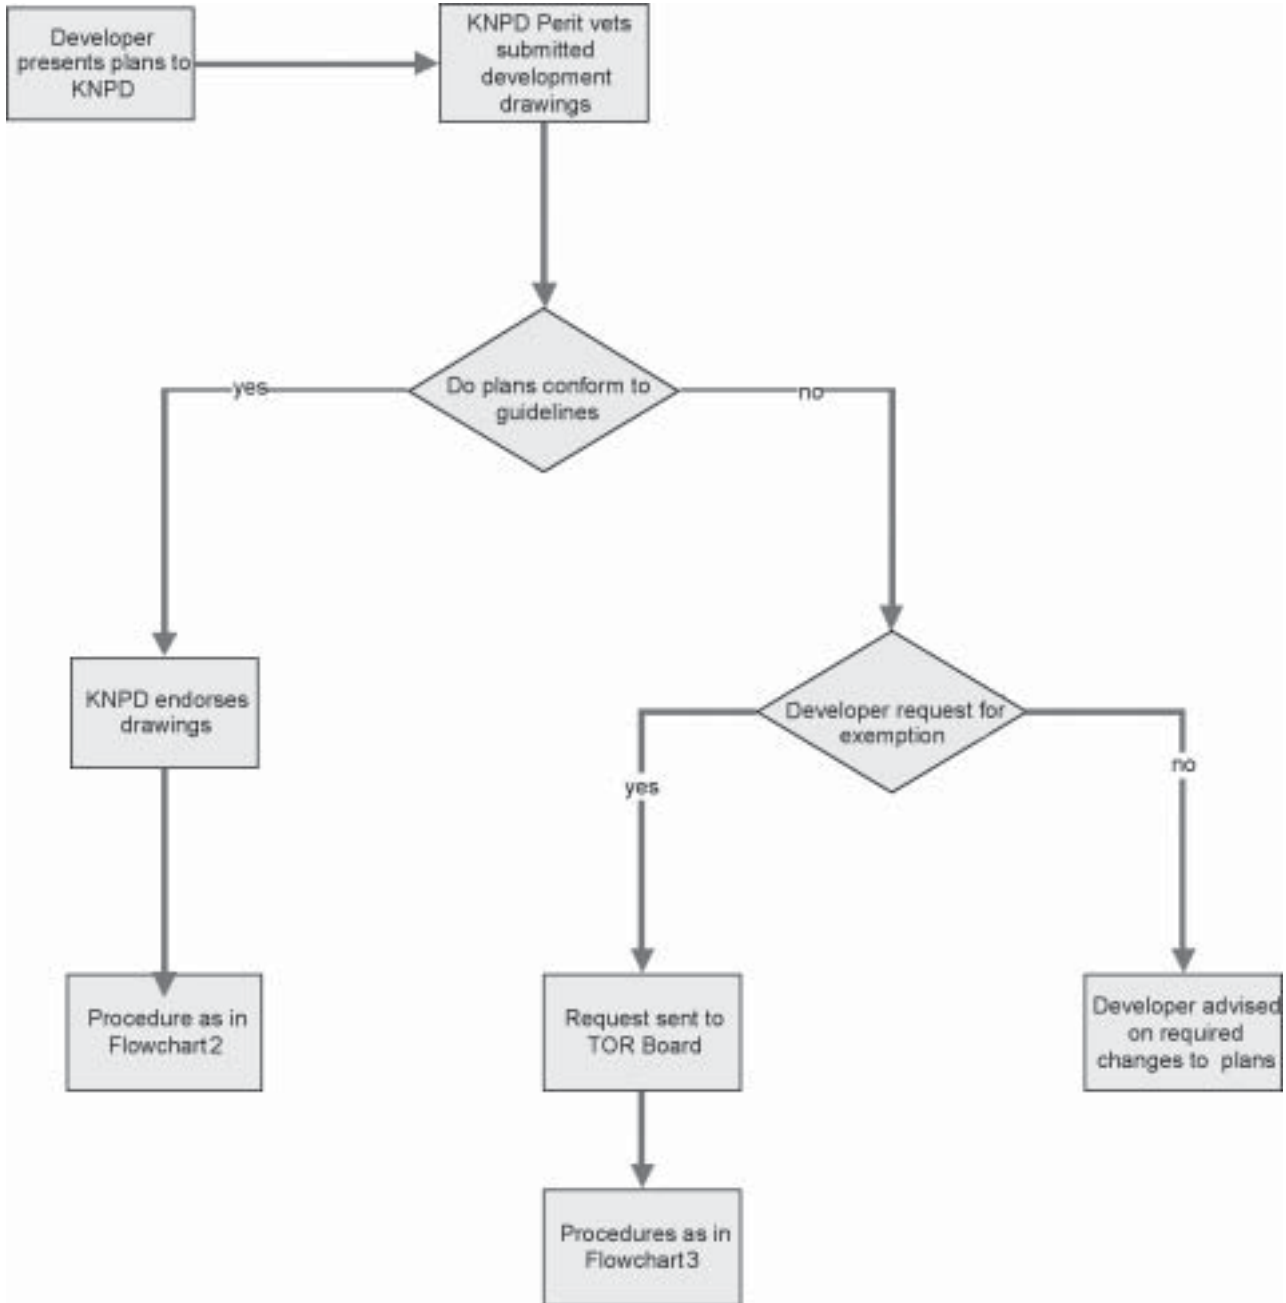 Developer
presents plans to
KNPD
KNPD Perit vets
submitted
development
drawings
Do plans conform to
guidelines
yes
no
KNPD endorses
drawings
Developer request for
exemption
yes
no
Procedure as in
Flowchart 2
Request sent to
TOR Board
Developer advised
on required
changes to plans
Procedures as in
Flowchart 3